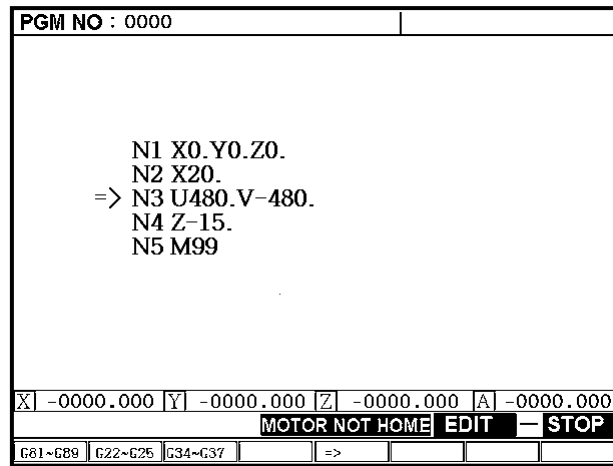 PGM NO : 0000
N1 X0.Y0.Z0.
N2 X20.
=> N3 U480.V-480.
N4 Z-15.
N5 M99
X -0000.000 Y -0000.000 Z -0000.000 A -0000.000
MOTOR NOT HOME EDIT — STOP
G81~G89 G22~G25 G34~G37 =>